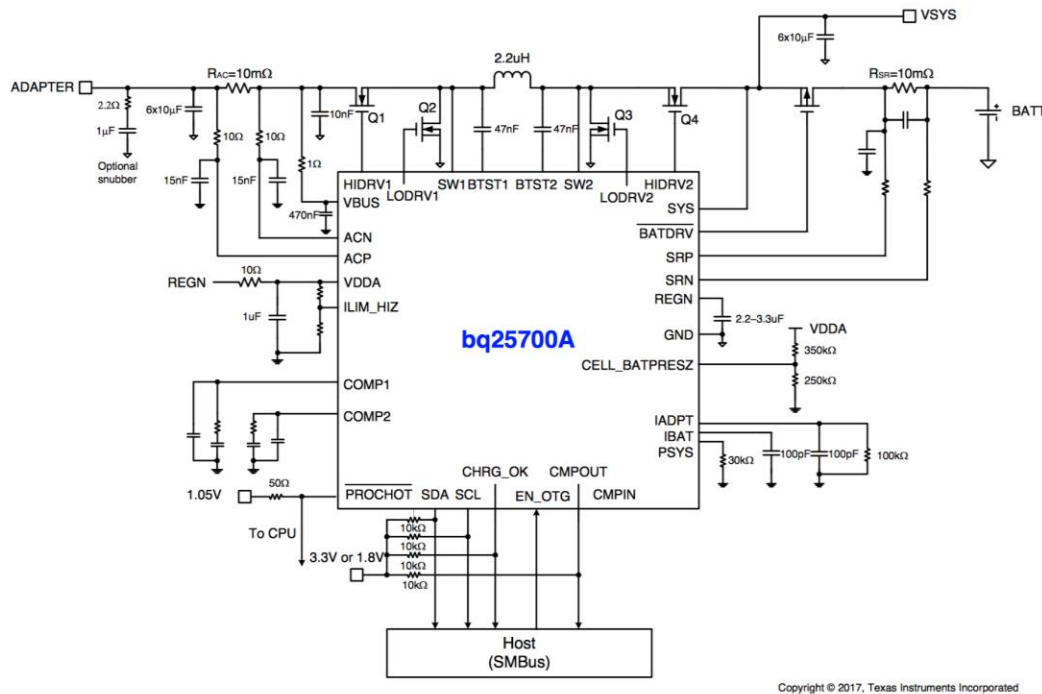 VSYS
6x10µF
2.2uH
RAC=10mΩ
RSR=10mΩ
ADAPTER
2.2Ω
6x10µF
10nF
Q1
Q2
Q3
Q4
1µF
10Ω
10Ω
47nF
47nF
BATT
Optional
snubber
1Ω
15nF
15nF
470nF
HIDRV1
LODRV1
SW1
BTST1
BTST2
SW2
LODRV2
HIDRV2
VBUS
SYS
BATDRV
ACN
ACP
SRP
SRN
REGN
10Ω
VDDA
ILIM_HIZ
1uF
REGN
2.2–3.3uF
GND
VDDA
350kΩ
bq25700A
CELL_BATPRESZ
250kΩ
COMP1
COMP2
IADPT
IBAT
PSYS
30kΩ
100pF
100pF
100kΩ
CHRG_OK
CMPOUT
1.05V
50Ω
PROCHOT
SDA
SCL
EN_OTG
CMPIN
To CPU
10kΩ
10kΩ
10kΩ
10kΩ
3.3V or 1.8V
Host
(SMBus)
Copyright © 2017, Texas Instruments Incorporated